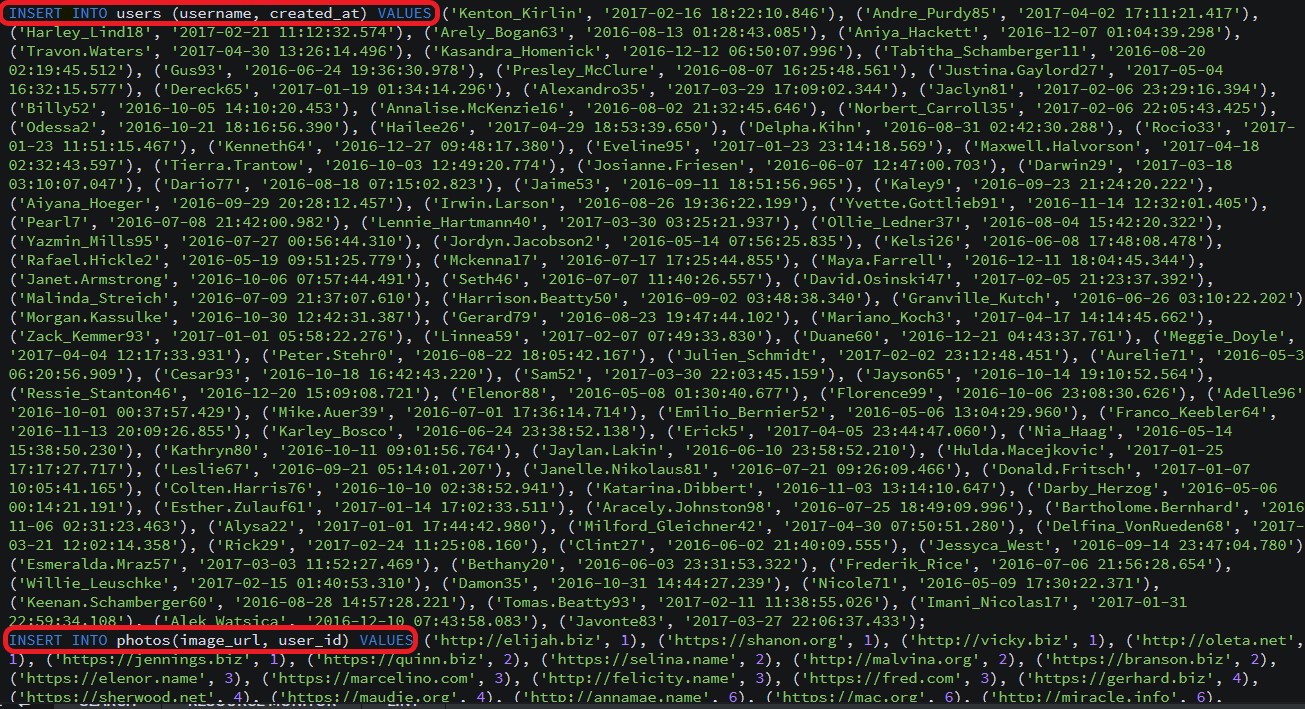 INSERT INTO users (username, created_at) VALUES ('Kenton_Kirlin', '2017-02-16 18:22:10.846'), ('Andre_Purdy85', '2017-04-02 17:11:21.417'),
('Harley_Lind18', '2017-02-21 11:12:32.574'), ('Arely_Bogan63', '2016-08-13 01:28:43.085'), ('Aniya_Hackett', '2016-12-07 01:04:39.298'),
('Travon.Waters', '2017-04-30 13:26:14.496'), ('Kasandra_Homenick', '2016-12-12 06:50:07.996'), ('Tabitha_Schamberger11', '2016-08-20
02:19:45.512'), ('Gus93', '2016-06-24 19:36:30.978'), ('Presley_McClure', '2016-08-07 16:25:48.561'), ('Justina.Gaylord27', '2017-05-04
16:32:15.577'), ('Dereck65', '2017-01-19 01:34:14.296'), ('Alexandro35', '2017-03-29 17:09:02.344'), ('Jaclyn81', '2017-02-06 23:29:16.394'),
('Billy52', '2016-10-05 14:10:20.453'), ('Annalise.McKenzie16', '2016-08-02 21:32:45.646'), ('Norbert_Carroll35', '2017-02-06 22:05:43.425'),
('Odessa2', '2016-10-21 18:16:56.390'), ('Hailee26', '2017-04-29 18:53:39.650'), ('Delpha.Kihn', '2016-08-31 02:42:30.288'), ('Rocio33', '2017-
01-23 11:51:15.467'), ('Kenneth64', '2016-12-27 09:48:17.380'), ('Eveline95', '2017-01-23 23:14:18.569'), ('Maxwell.Halvorson', '2017-04-18
02:32:43.597'), ('Tierra.Trantow', '2016-10-03 12:49:20.774'), ('Josianne.Friesen', '2016-06-07 12:47:00.703'), ('Darwin29', '2017-03-18
03:10:07.047'), ('Dario77', '2016-08-18 07:15:02.823'), ('Jaime53', '2016-09-11 18:51:56.965'), ('Kaley9', '2016-09-23 21:24:20.222'),
('Aiyana_Hoeger', '2016-09-29 20:28:12.457'), ('Irwin.Larson', '2016-08-26 19:36:22.199'), ('Yvette.Gottlieb91', '2016-11-14 12:32:01.405'),
('Pearl7', '2016-07-08 21:42:00.982'), ('Lennie_Hartmann40', '2017-03-30 03:25:21.937'), ('Ollie_Ledner37', '2016-08-04 15:42:20.322'),
('Yazmin_Mills95', '2016-07-27 00:56:44.310'), ('Jordyn.Jacobson2', '2016-05-14 07:56:25.835'), ('Kelsi26', '2016-06-08 17:48:08.478'),
('Rafael.Hickle2', '2016-05-19 09:51:25.779'), ('Mckenna17', '2016-07-17 17:25:44.855'), ('Maya.Farrell', '2016-12-11 18:04:45.344'),
('Janet.Armstrong', '2016-10-06 07:57:44.491'), ('Seth46', '2016-07-07 11:40:26.557'), ('David.Osinski47', '2017-02-05 21:23:37.392'),
('Malinda_Streich', '2016-07-09 21:37:07.610'), ('Harrison.Beatty50', '2016-09-02 03:48:38.340'), ('Granville_Kutch', '2016-06-26 03:10:22.202')
('Morgan.Kassulke', '2016-10-30 12:42:31.387'), ('Gerard79', '2016-08-23 19:47:44.102'), ('Mariano_Koch3', '2017-04-17 14:14:45.662'),
('Zack_Kemmer93', '2017-01-01 05:58:22.276'), ('Linnea59', '2017-02-07 07:49:33.830'), ('Duane60', '2016-12-21 04:43:37.761'), ('Meggie_Doyle',
'2017-04-04 12:17:33.931'), ('Peter.Stehr0', '2016-08-22 18:05:42.167'), ('Julien_Schmidt', '2017-02-02 23:12:48.451'), ('Aurelie71', '2016-05-3
06:20:56.909'), ('Cesar93', '2016-10-18 16:42:43.220'), ('Sam52', '2017-03-30 22:03:45.159'), ('Jayson65', '2016-10-14 19:10:52.564'),
('Ressie_Stanton46', '2016-12-20 15:09:08.721'), ('Elenor88', '2016-05-08 01:30:40.677'), ('Florence99', '2016-10-06 23:08:30.626'), ('Adelle96'
'2016-10-01 00:37:57.429'), ('Mike.Auer39', '2016-07-01 17:36:14.714'), ('Emilio_Bernier52', '2016-05-06 13:04:29.960'), ('Franco_Keebler64',
'2016-11-13 20:09:26.855'), ('Karley_Bosco', '2016-06-24 23:38:52.138'), ('Erick5', '2017-04-05 23:44:47.060'), ('Nia_Haag', '2016-05-14
15:38:50.230'), ('Kathryn80', '2016-10-11 09:01:56.764'), ('Jaylan.Lakin', '2016-06-10 23:58:52.210'), ('Hulda.Macejkovic', '2017-01-25
17:17:27.717'), ('Leslie67', '2016-09-21 05:14:01.207'), ('Janelle.Nikolaus81', '2016-07-21 09:26:09.466'), ('Donald.Fritsch', '2017-01-07
10:05:41.165'), ('Colten.Harris76', '2016-10-10 02:38:52.941'), ('Katarina.Dibbert', '2016-11-03 13:14:10.647'), ('Darby_Herzog', '2016-05-06
00:14:21.191'), ('Esther.Zulauf61', '2017-01-14 17:02:33.511'), ('Aracely.Johnston98', '2016-07-25 18:49:09.996'), ('Bartholome.Bernhard', '2016
11-06 02:31:23.463'), ('Alysa22', '2017-01-01 17:44:42.980'), ('Milford_Gleichner42', '2017-04-30 07:50:51.280'), ('Delfina_VonRueden68', '2017-
03-21 12:02:14.358'), ('Rick29', '2017-02-24 11:25:08.160'), ('Clint27', '2016-06-02 21:40:09.555'), ('Jessyca_West', '2016-09-14 23:47:04.780')
('Esmeralda.Mraz57', '2017-03-03 11:52:27.469'), ('Bethany20', '2016-06-03 23:31:53.322'), ('Frederik_Rice', '2016-07-06 21:56:28.654'),
('Willie_Leuschke', '2017-02-15 01:40:53.310'), ('Damon35', '2016-10-31 14:44:27.239'), ('Nicole71', '2016-05-09 17:30:22.371'),
('Keenan.Schamberger60', '2016-08-28 14:57:28.221'), ('Tomas.Beatty93', '2017-02-11 11:38:55.026'), ('Imani_Nicolas17', '2017-01-31
22:59:34.108'), ('Alek_Watsica', '2016-12-10 07:43:58.083'), ('Javonte83', '2017-03-27 22:06:37.433');
INSERT INTO photos(image_url, user_id) VALUES ('http://elijah.biz', 1), ('https://shanon.org', 1), ('http://vicky.biz', 1), ('http://oleta.net',
1), ('https://jennings.biz', 1), ('https://quinn.biz', 2), ('https://selina.name', 2), ('http://malvina.org', 2), ('https://branson.biz', 2),
('https://elenor.name', 3), ('https://marcelino.com', 3), ('http://felicity.name', 3), ('https://fred.com', 3), ('https://gerhard.biz', 4),
('https://sherwood.net', 4), ('https://maudie.org', 4), ('http://annamae.name', 6), ('https://mac.org', 6), ('http://miracle.info', 6),